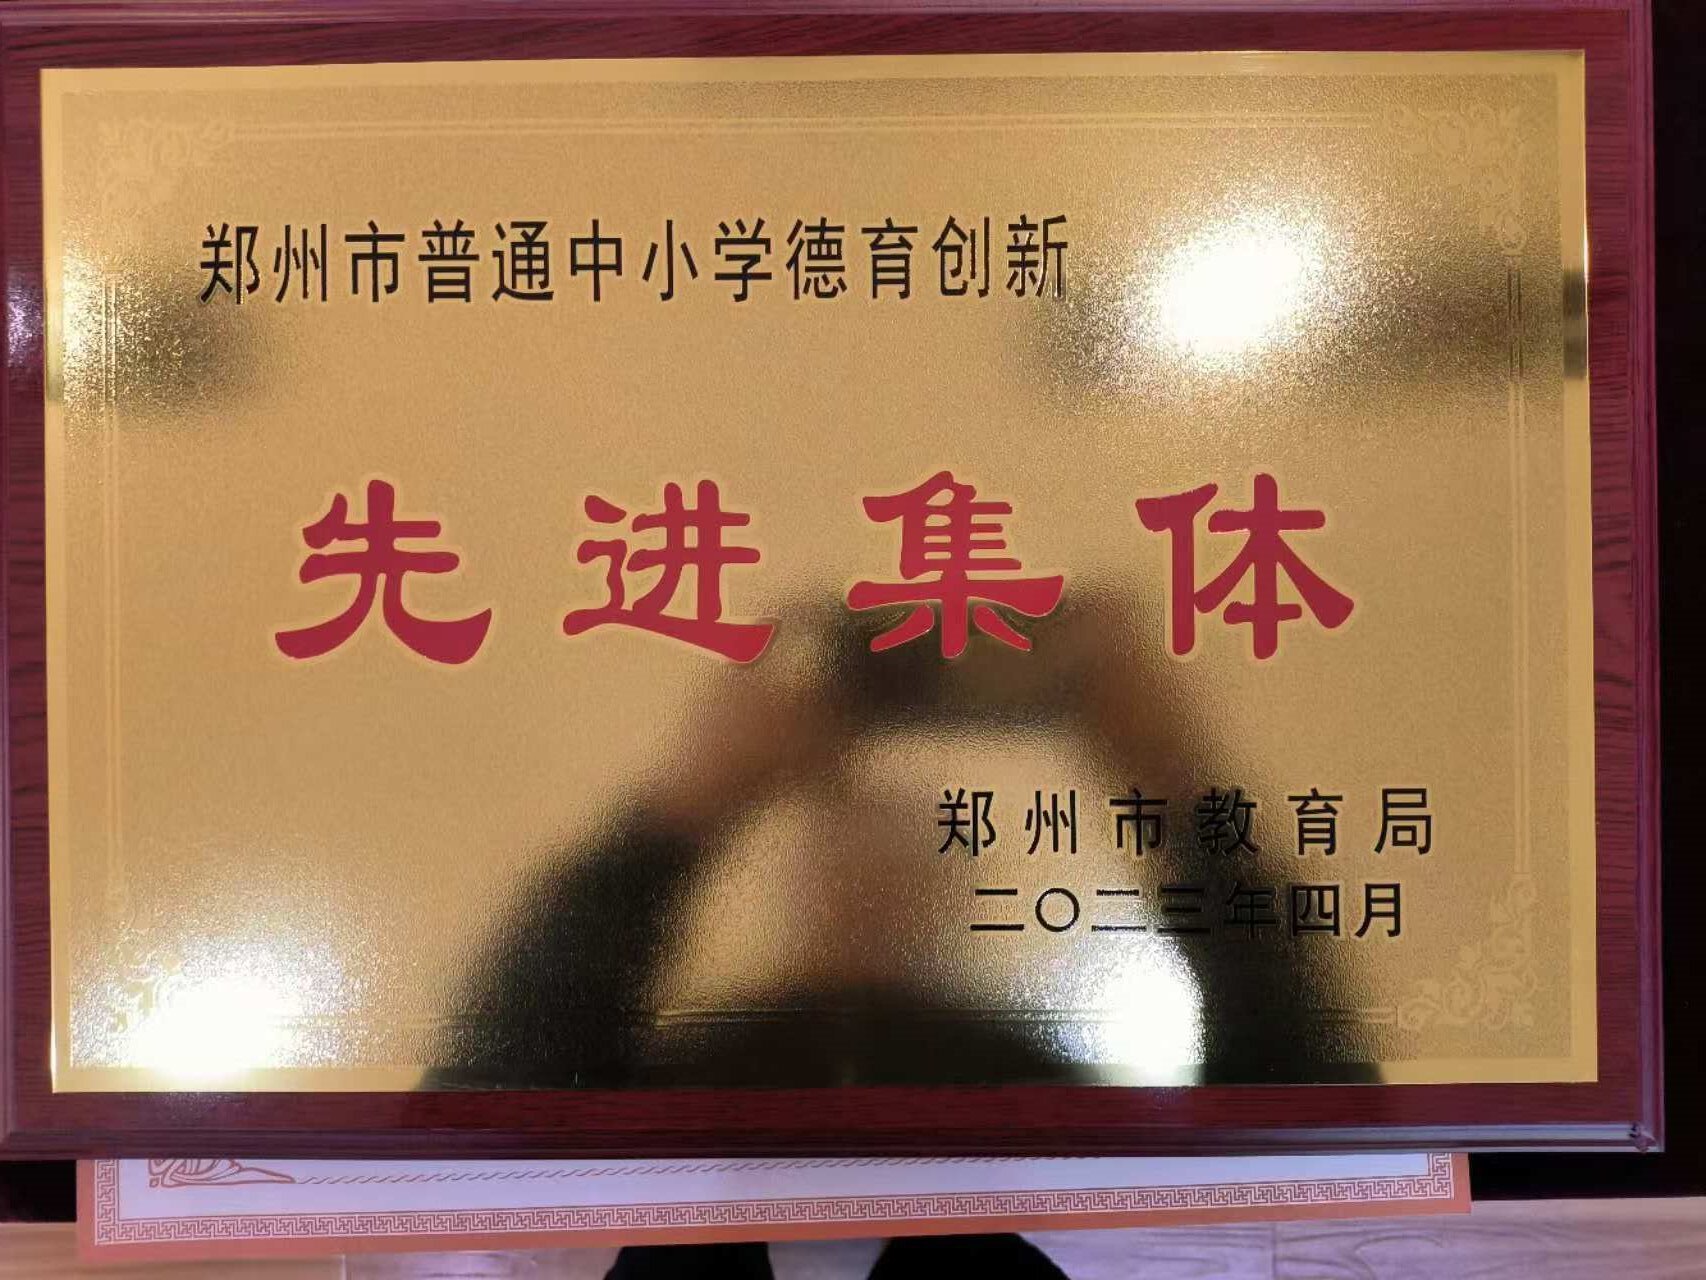 郑州市普通中小学德育创新
先进集体
郑州市教育局
二〇二三年四月